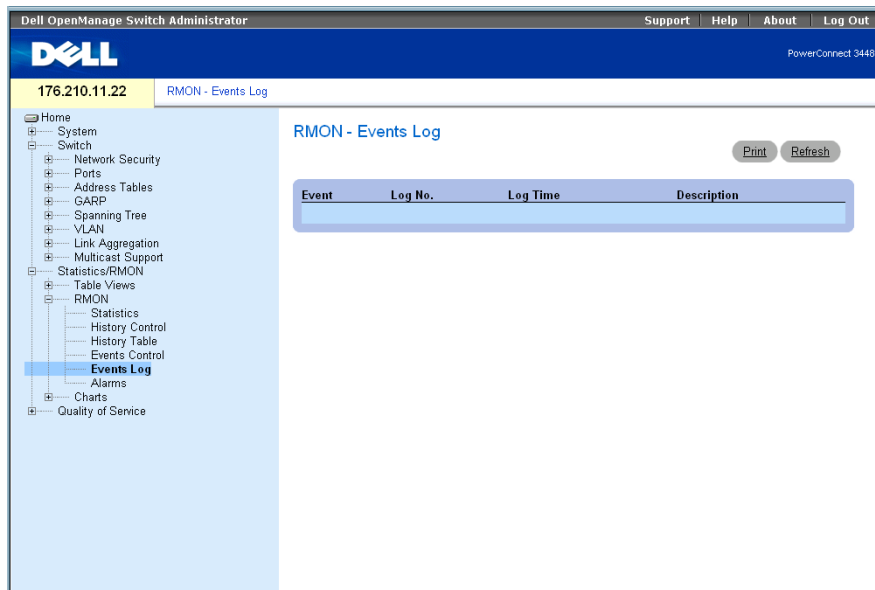 Dell OpenManage Switch Administrator Support Help About Log Out
DELL
PowerConnect 3448
176.210.11.22 RMON - Events Log
Home
System
Switch
Network Security
Ports
Address Tables
GARP
Spanning Tree
VLAN
Link Aggregation
Multicast Support
Statistics/RMON
Table Views
RMON
Statistics
History Control
History Table
Events Control
Events Log
Alarms
Charts
Quality of Service
RMON - Events Log
Print Refresh
Event Log No. Log Time Description